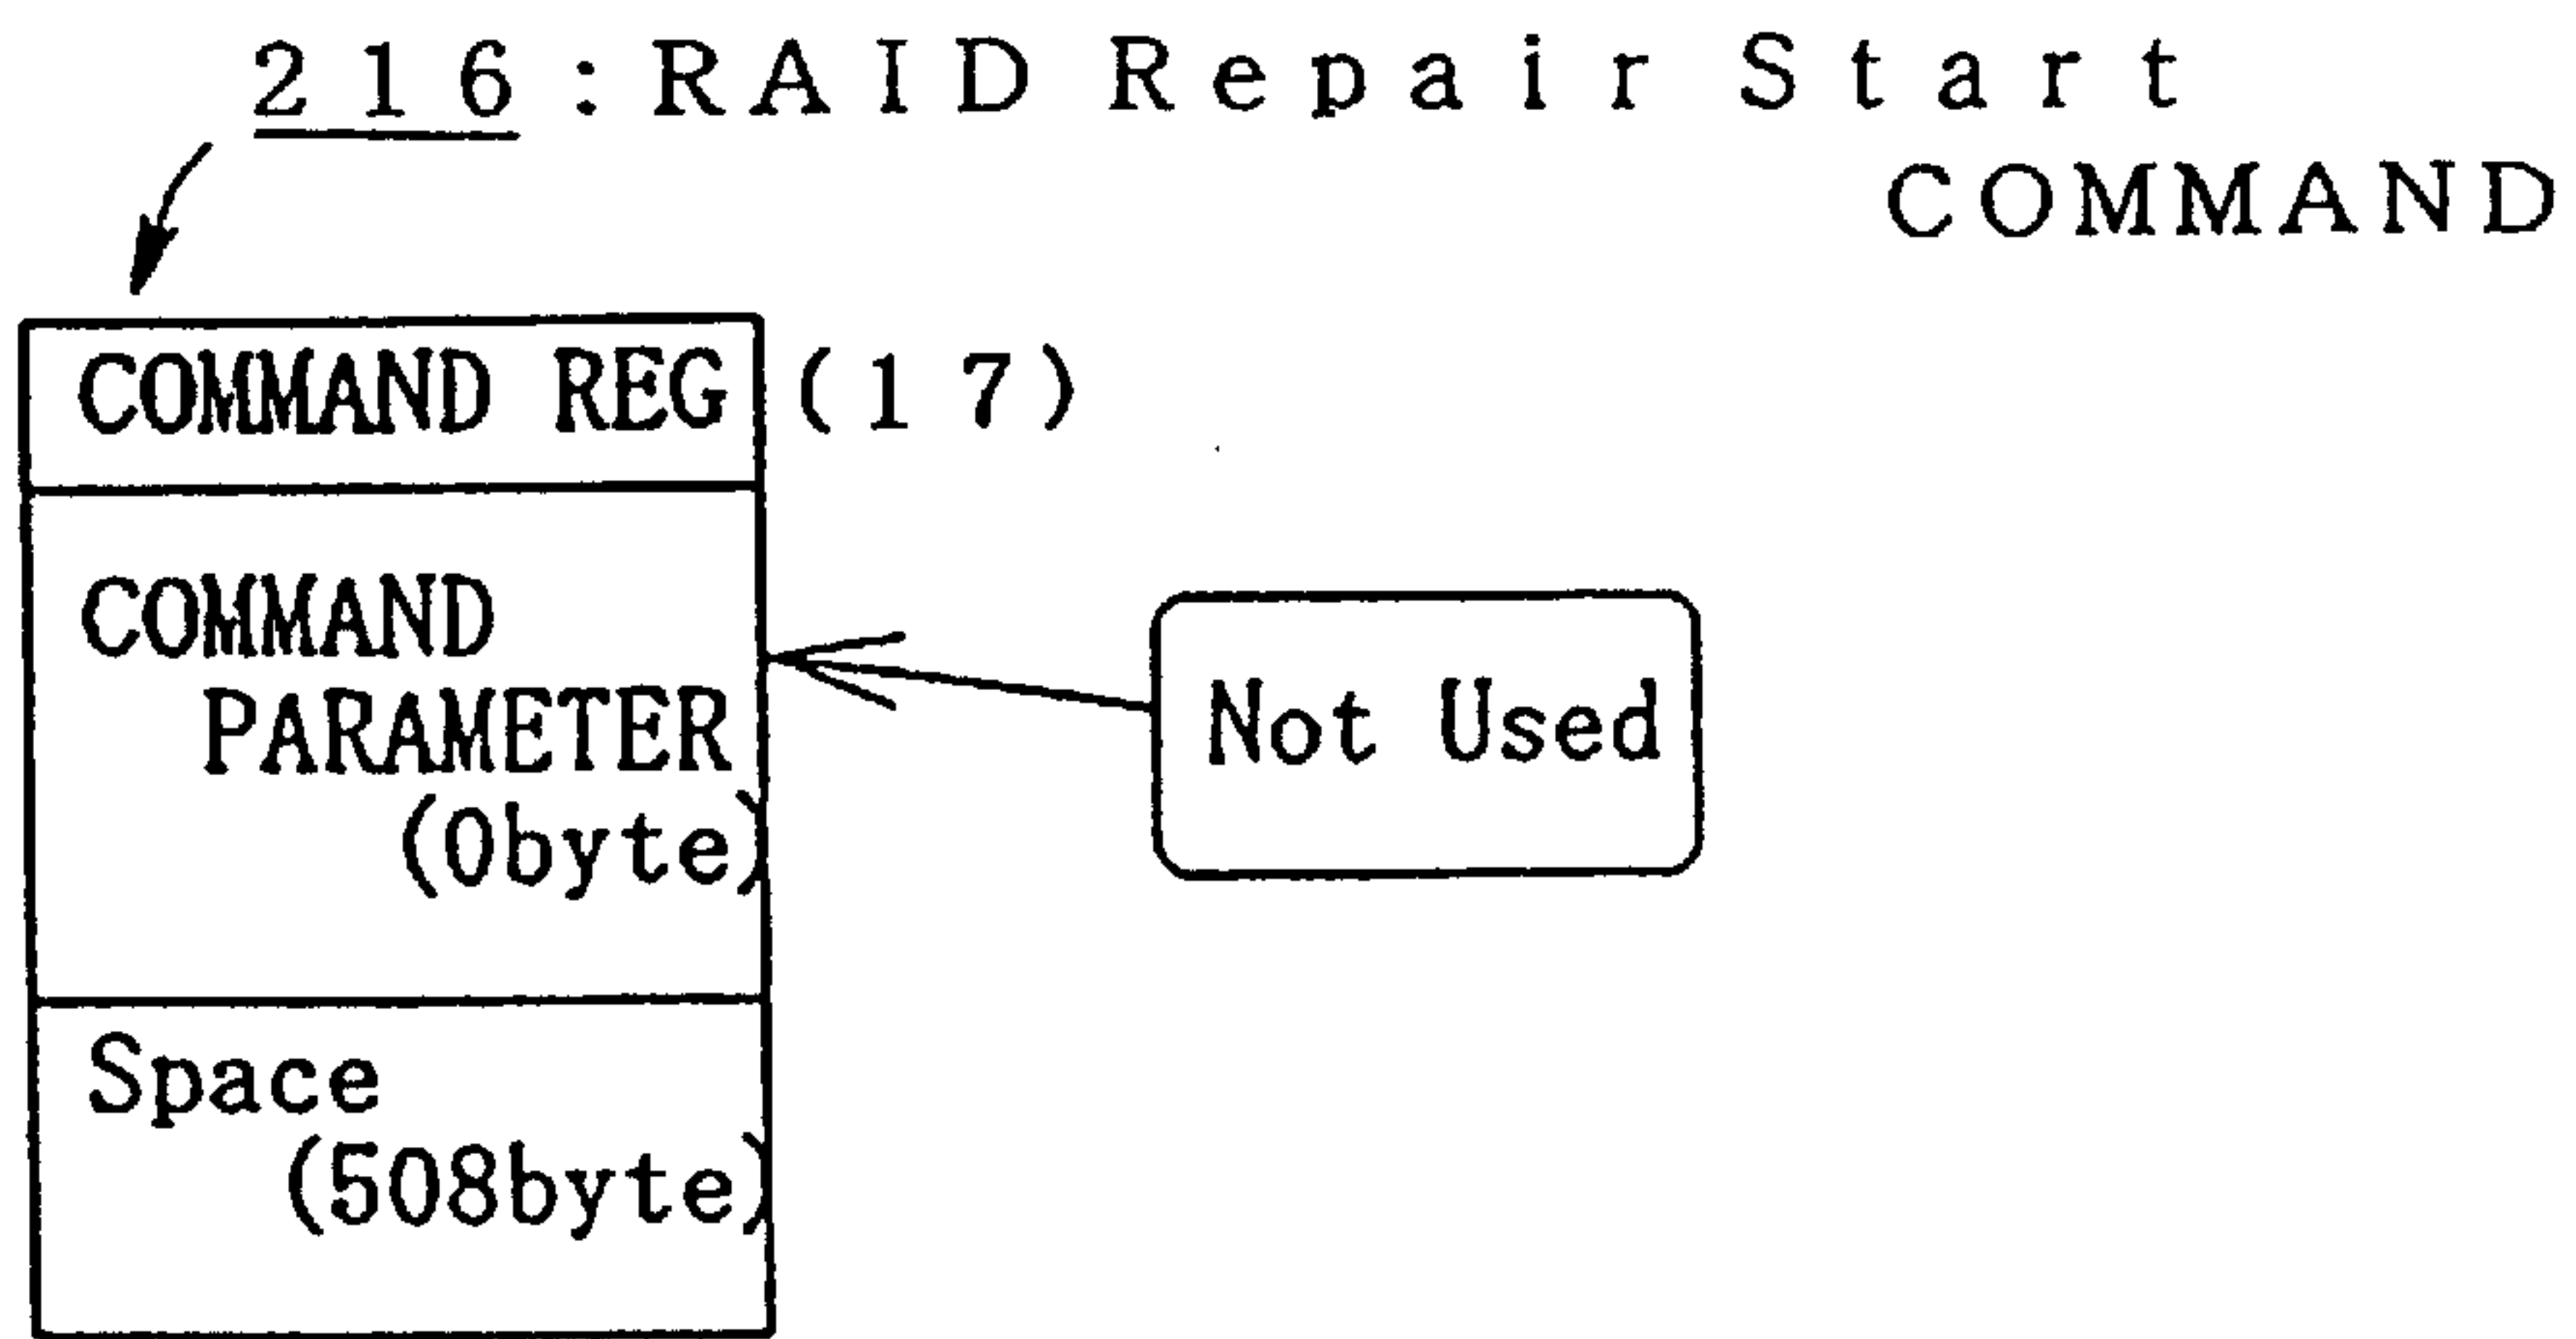 216:RAID Repair Start
COMMAND
COMMAND REG (17)
COMMAND
PARAMETER
(0byte)
Not Used
Space
(508byte)